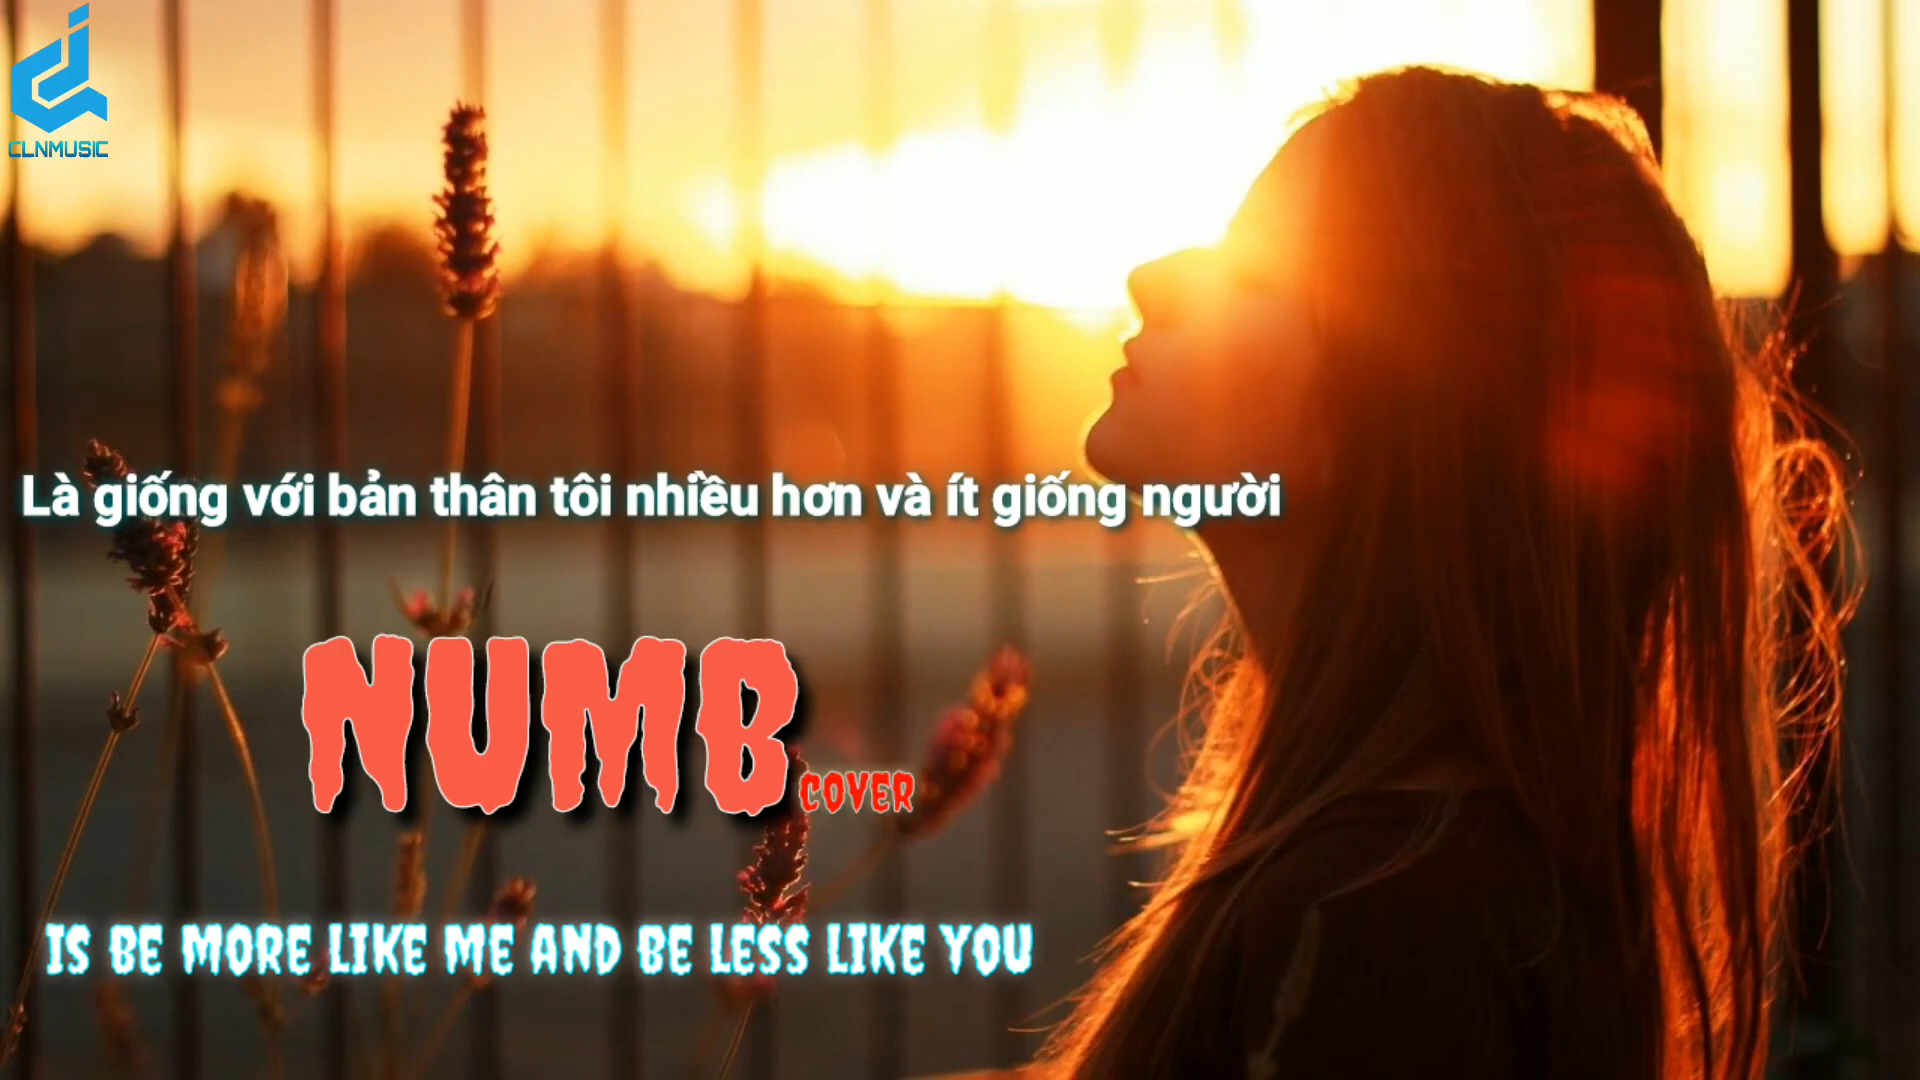 CLNMUSIC
Là giống với bản thân tôi nhiều hơn và ít giống người
NUMB
COVER
IS BE MORE LIKE ME AND BE LESS LIKE YOU